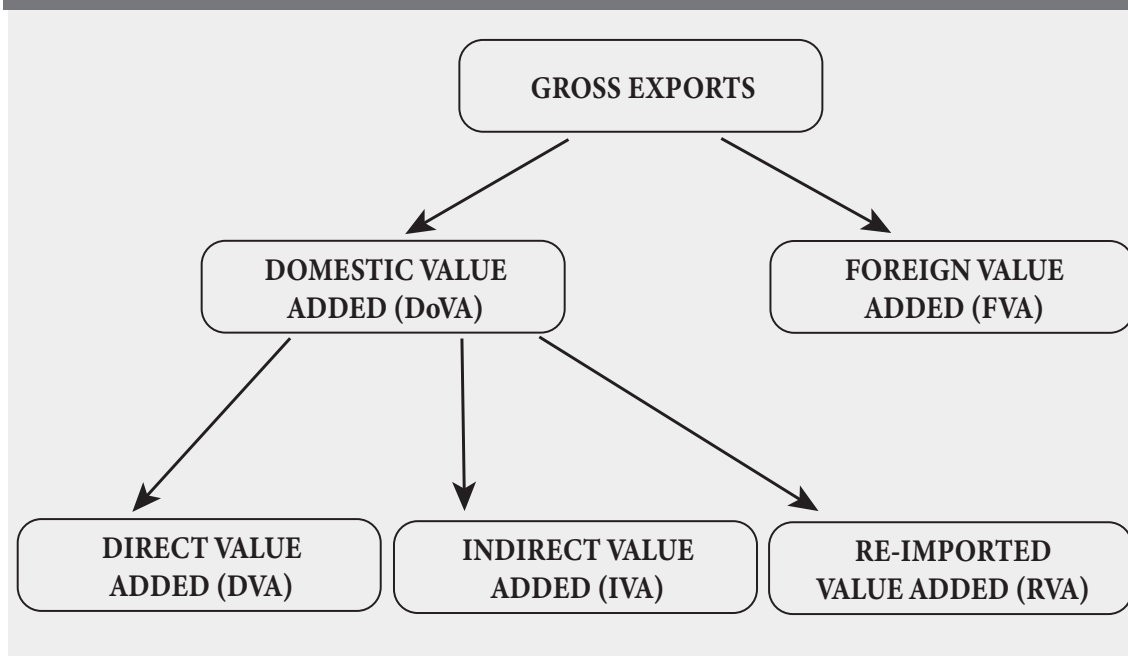 GROSS EXPORTS
DOMESTIC VALUE
ADDED (DoVA)
FOREIGN VALUE
ADDED (FVA)
DIRECT VALUE
ADDED (DVA)
INDIRECT VALUE
ADDED (IVA)
RE-IMPORTED
VALUE ADDED (RVA)